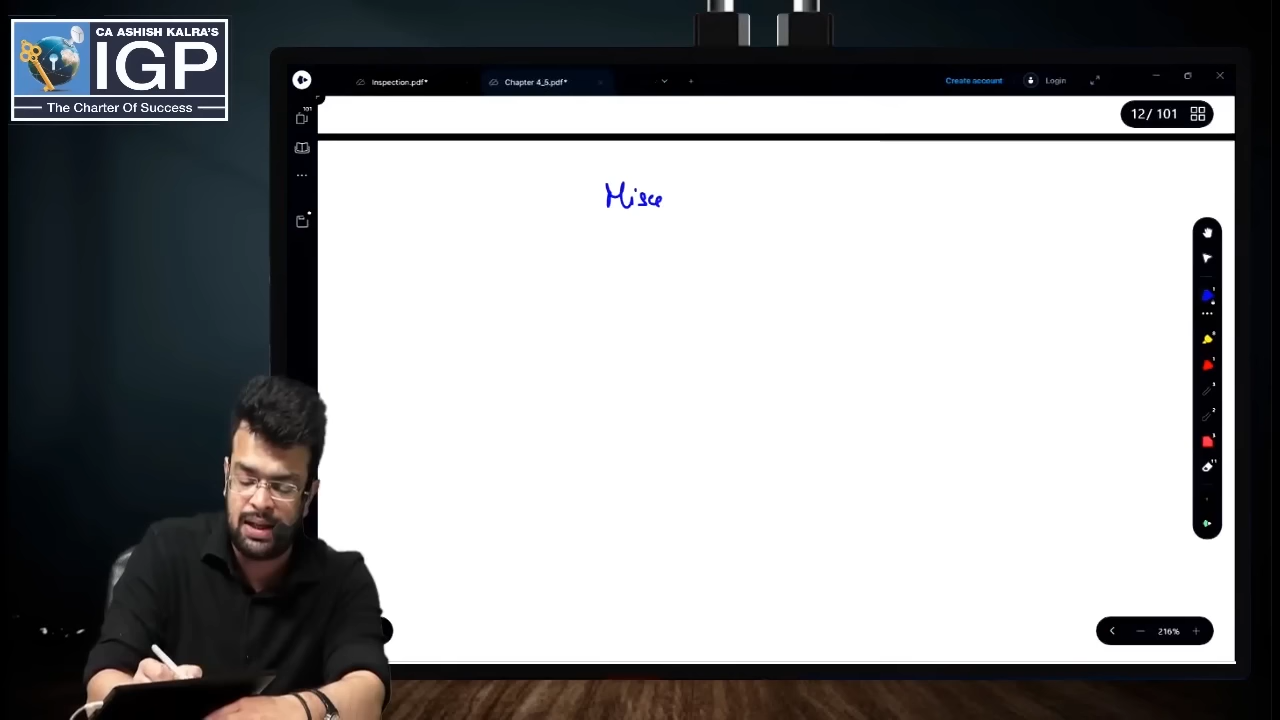 CA ASHISH KALRA'S
IGP
The Charter Of Success
Inspection.pdf*
Chapter 4_5.pdf*
Create account
Login
101
12/ 101
Misce
216%